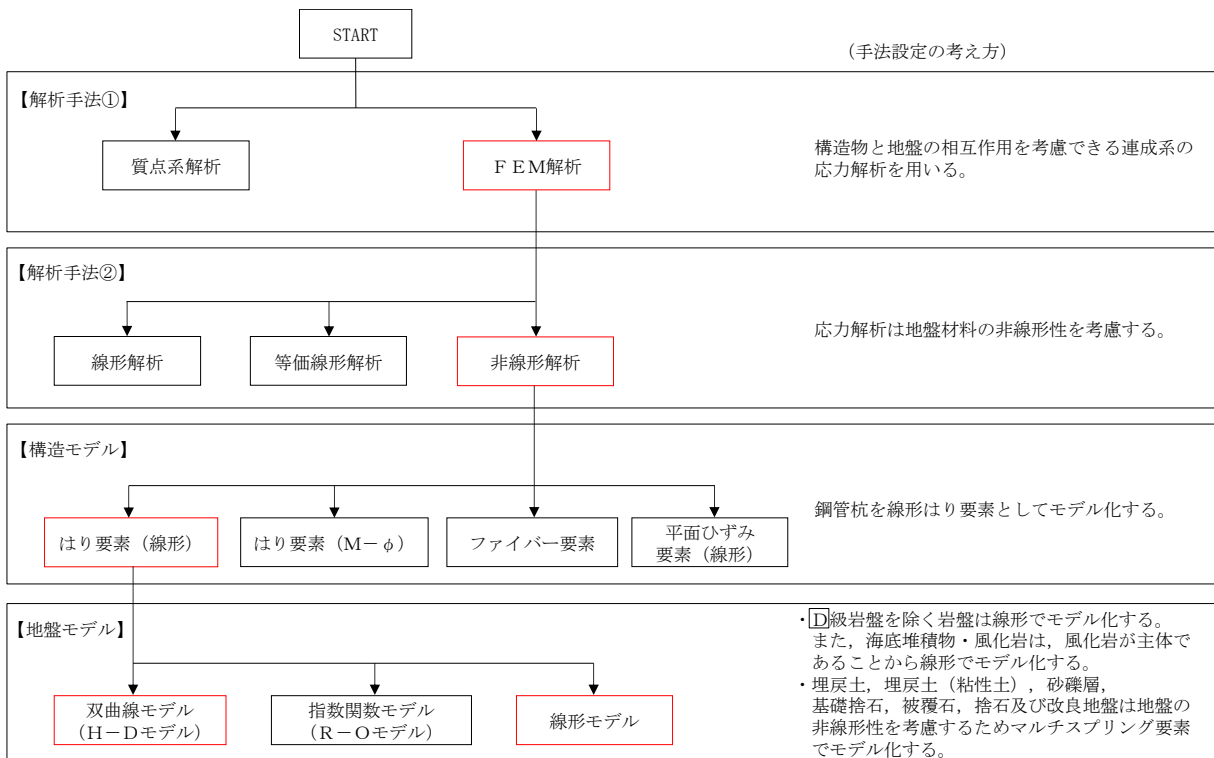 START
(手法設定の考え方)
【解析手法①】
質点系解析
ＦＥＭ解析
構造物と地盤の相互作用を考慮できる連成系の
応力解析を用いる。
【解析手法②】
線形解析
等価線形解析
非線形解析
応力解析は地盤材料の非線形性を考慮する。
【構造モデル】
はり要素（線形）
はり要素（Ｍ－φ）
ファイバー要素
平面ひずみ
要素（線形）
鋼管杭を線形はり要素としてモデル化する。
【地盤モデル】
双曲線モデル
（Ｈ－Ｄモデル）
指数関数モデル
（Ｒ－Ｏモデル）
線形モデル
・D級岩盤を除く岩盤は線形でモデル化する。
また，海底堆積物・風化岩は，風化岩が主体で
あることから線形でモデル化する。
・埋戻土，埋戻土（粘性土），砂礫層，
基礎捨石，被覆石，捨石及び改良地盤は地盤の
非線形性を考慮するためマルチスプリング要素
でモデル化する。